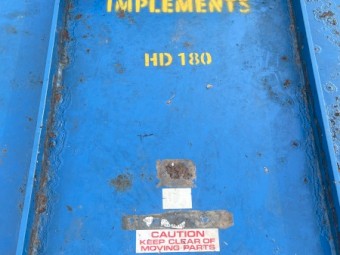 IMPLEMENTS
HD 180
CAUTION
KEEP CLEAR OF
MOVING PARTS